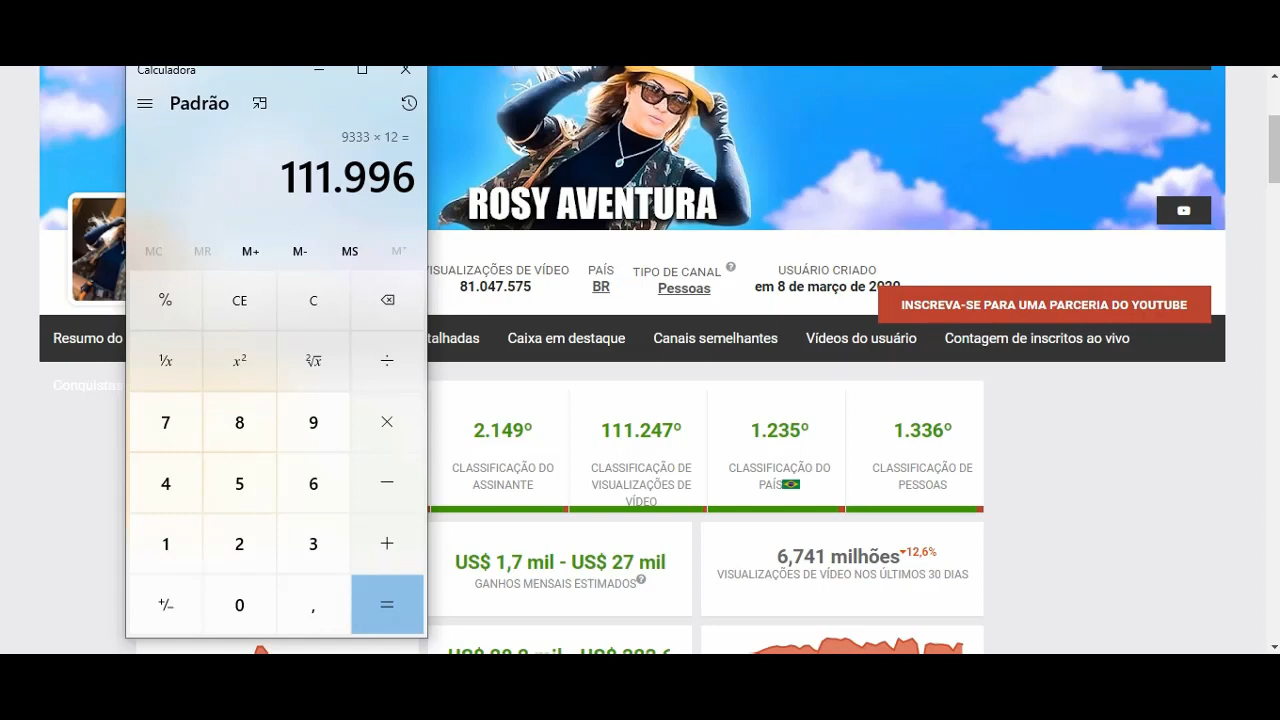 Calculadora
Padrão
9333 × 12 =
111.996
MC MR M+ M- MS M˅
% CE C
¹/x x² ²√x ÷
7 8 9 ×
4 5 6 −
1 2 3 +
+/− 0 , =
ROSY AVENTURA
VISUALIZAÇÕES DE VÍDEO
81.047.575
PAÍS
BR
TIPO DE CANAL ?
Pessoas
USUÁRIO CRIADO
em 8 de março de 2020
INSCREVA-SE PARA UMA PARCERIA DO YOUTUBE
Resumo do talhadas Caixa em destaque Canais semelhantes Vídeos do usuário Contagem de inscritos ao vivo
Conquistas
2.149º
CLASSIFICAÇÃO DO
ASSINANTE
111.247º
CLASSIFICAÇÃO DE
VISUALIZAÇÕES DE
VÍDEO
1.235º
CLASSIFICAÇÃO DO
PAÍS
1.336º
CLASSIFICAÇÃO DE
PESSOAS
US$ 1,7 mil - US$ 27 mil
GANHOS MENSAIS ESTIMADOS ?
6,741 milhões 12,6%
VISUALIZAÇÕES DE VÍDEO NOS ÚLTIMOS 30 DIAS